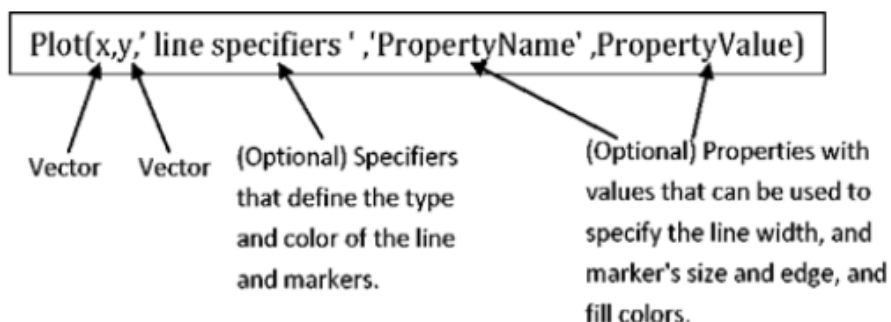 Plot(x,y,' line specifiers ' ,'PropertyName' ,PropertyValue)
Vector
Vector
(Optional) Specifiers
that define the type
and color of the line
and markers.
(Optional) Properties with
values that can be used to
specify the line width, and
marker's size and edge, and
fill colors.